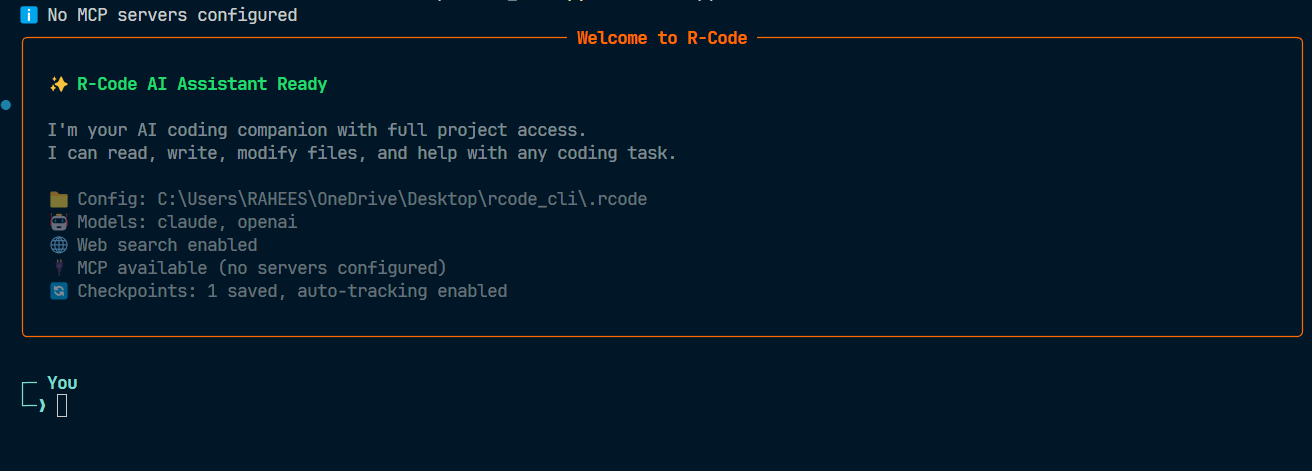 No MCP servers configured
Welcome to R-Code
R-Code AI Assistant Ready
I'm your AI coding companion with full project access.
I can read, write, modify files, and help with any coding task.
Config: C:\Users\RAHEES\OneDrive\Desktop\rcode_cli\.rcode
Models: claude, openai
Web search enabled
MCP available (no servers configured)
Checkpoints: 1 saved, auto-tracking enabled
You